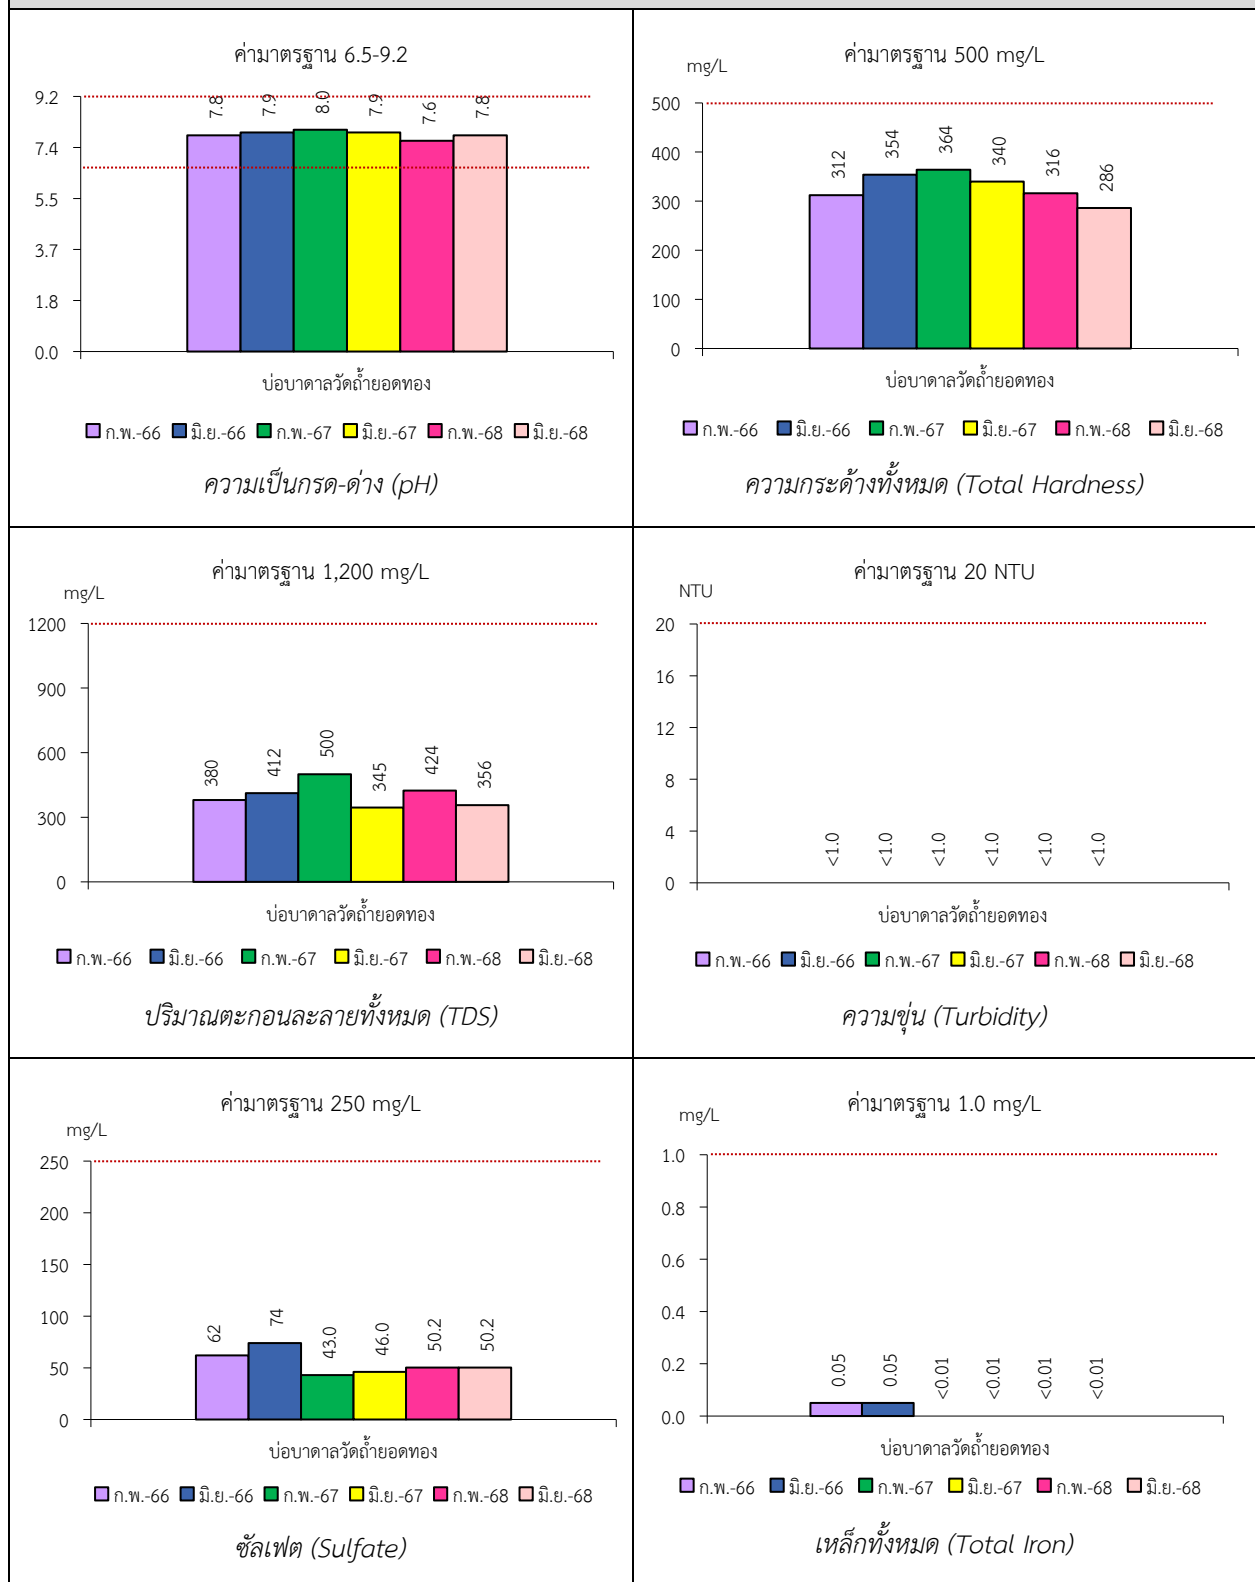 ค่ามาตรฐาน 6.5-9.2
9.2
7.4
5.5
3.7
1.8
0.0
7.8
7.9
8.0
7.9
7.6
7.8
บ่อบาดาลวัดถ้ำยอดทอง
ก.พ.-66 มิ.ย.-66 ก.พ.-67 มิ.ย.-67 ก.พ.-68 มิ.ย.-68
ความเป็นกรด-ด่าง (pH)
ค่ามาตรฐาน 500 mg/L
mg/L
500
400
300
200
100
0
312
354
364
340
316
286
บ่อบาดาลวัดถ้ำยอดทอง
ก.พ.-66 มิ.ย.-66 ก.พ.-67 มิ.ย.-67 ก.พ.-68 มิ.ย.-68
ความกระด้างทั้งหมด (Total Hardness)
ค่ามาตรฐาน 1,200 mg/L
mg/L
1200
900
600
300
0
380
412
500
345
424
356
บ่อบาดาลวัดถ้ำยอดทอง
ก.พ.-66 มิ.ย.-66 ก.พ.-67 มิ.ย.-67 ก.พ.-68 มิ.ย.-68
ปริมาณตะกอนละลายทั้งหมด (TDS)
ค่ามาตรฐาน 20 NTU
NTU
20
16
12
8
4
0
<1.0
<1.0
<1.0
<1.0
<1.0
<1.0
บ่อบาดาลวัดถ้ำยอดทอง
ก.พ.-66 มิ.ย.-66 ก.พ.-67 มิ.ย.-67 ก.พ.-68 มิ.ย.-68
ความขุ่น (Turbidity)
ค่ามาตรฐาน 250 mg/L
mg/L
250
200
150
100
50
0
62
74
43.0
46.0
50.2
50.2
บ่อบาดาลวัดถ้ำยอดทอง
ก.พ.-66 มิ.ย.-66 ก.พ.-67 มิ.ย.-67 ก.พ.-68 มิ.ย.-68
ซัลเฟต (Sulfate)
ค่ามาตรฐาน 1.0 mg/L
mg/L
1.0
0.8
0.6
0.4
0.2
0.0
0.05
0.05
<0.01
<0.01
<0.01
<0.01
บ่อบาดาลวัดถ้ำยอดทอง
ก.พ.-66 มิ.ย.-66 ก.พ.-67 มิ.ย.-67 ก.พ.-68 มิ.ย.-68
เหล็กทั้งหมด (Total Iron)